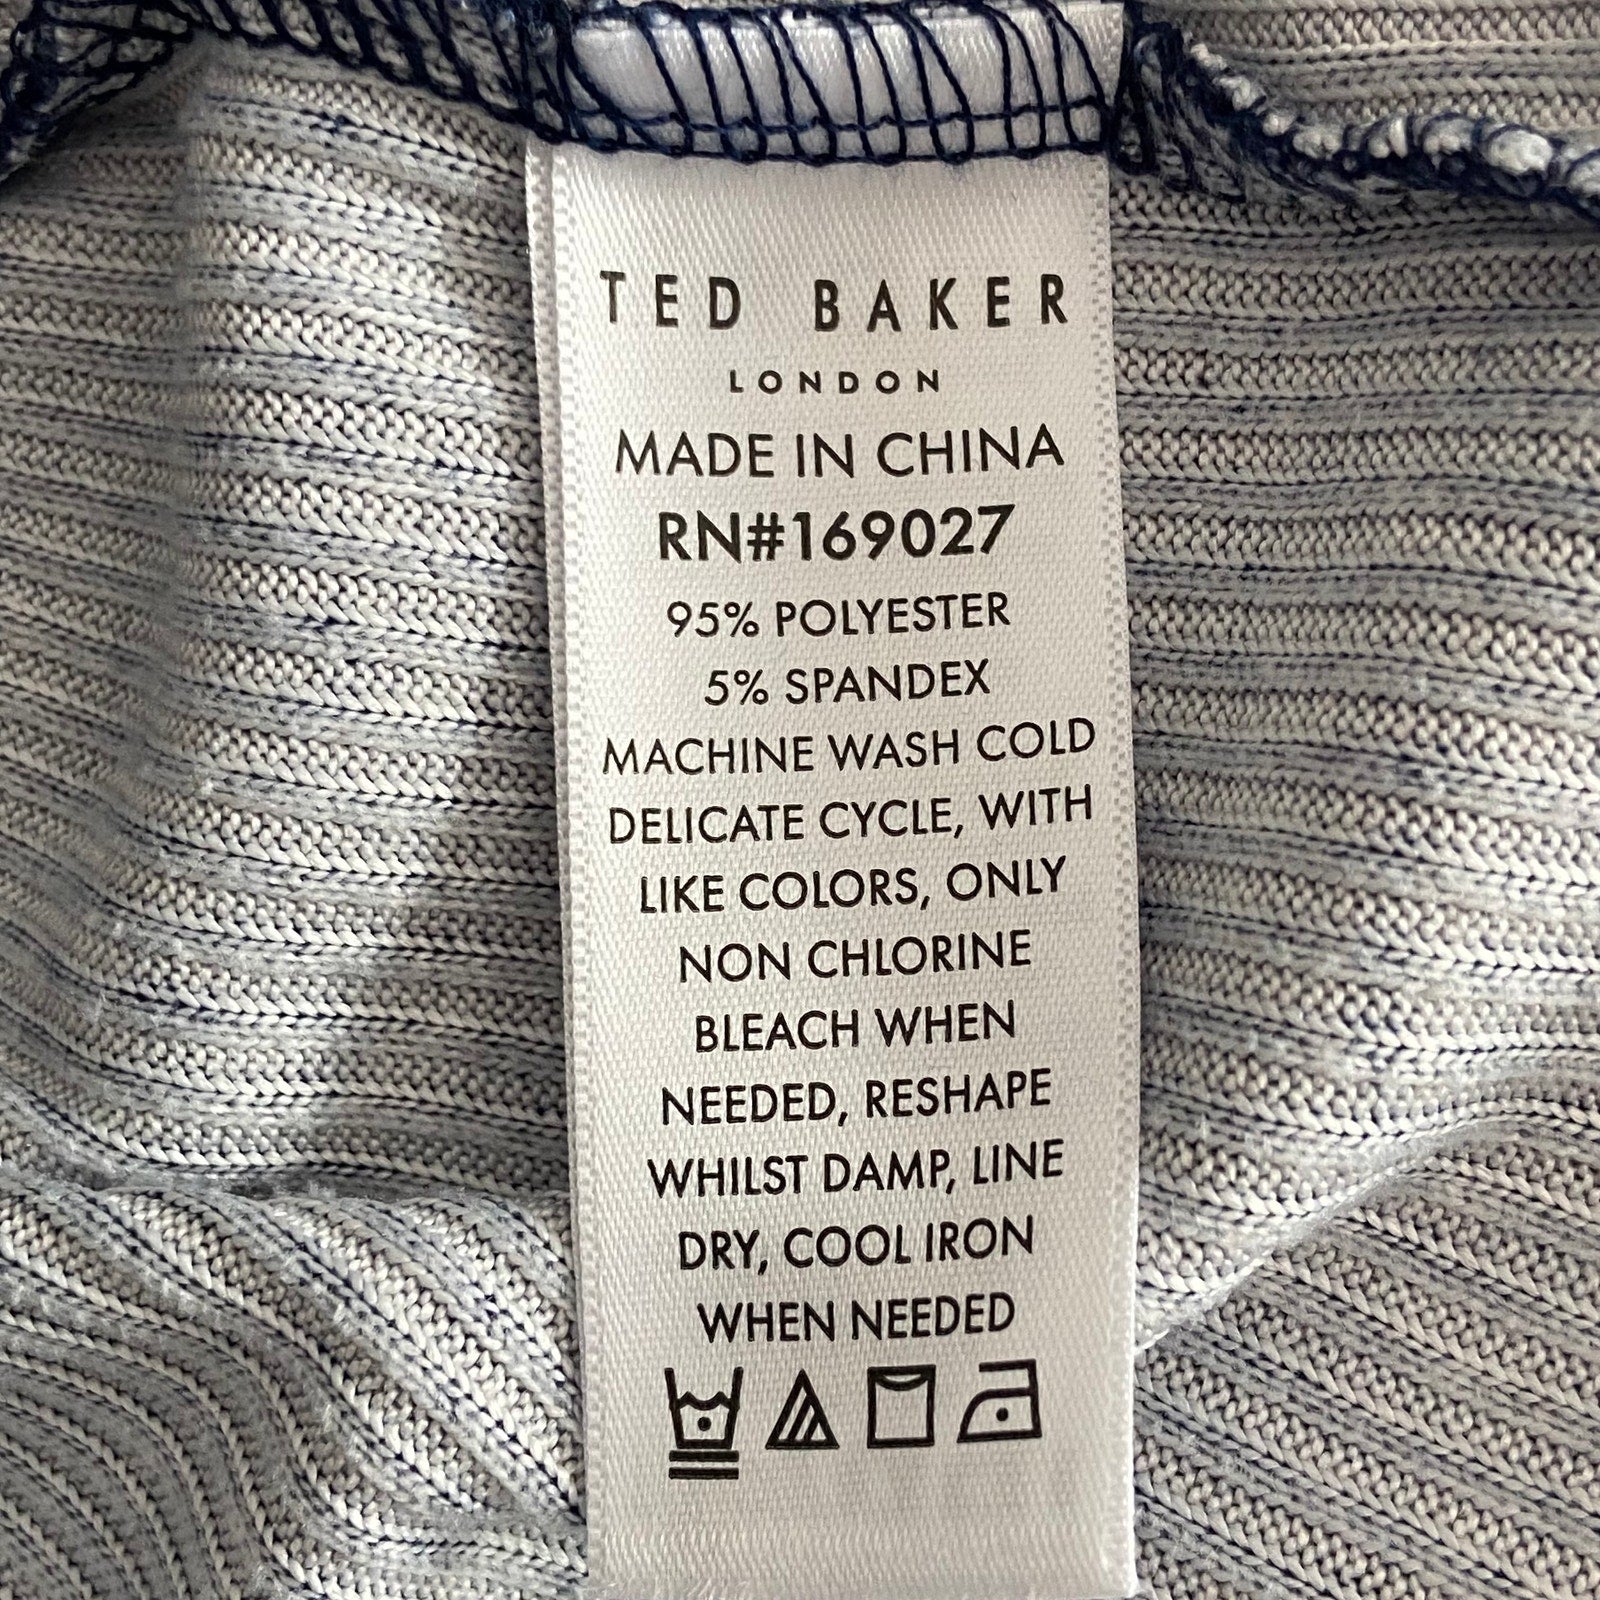 TED BAKER
LONDON
MADE IN CHINA
RN#169027
95% POLYESTER
5% SPANDEX
MACHINE WASH COLD
DELICATE CYCLE, WITH
LIKE COLORS, ONLY
NON CHLORINE
BLEACH WHEN
NEEDED, RESHAPE
WHILST DAMP, LINE
DRY, COOL IRON
WHEN NEEDED